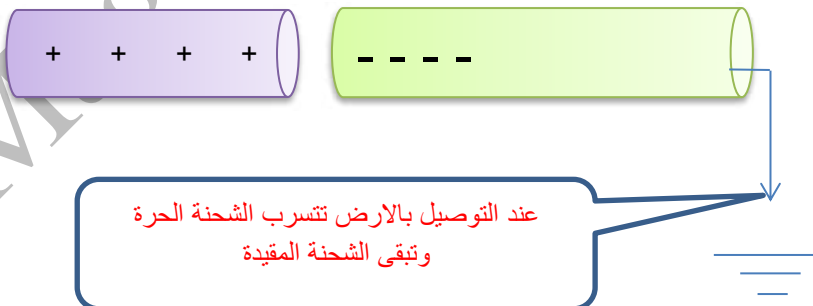 + + + +
- - - -
عند التوصيل بالارض تتسرب الشحنة الحرة
وتبقى الشحنة المقيدة